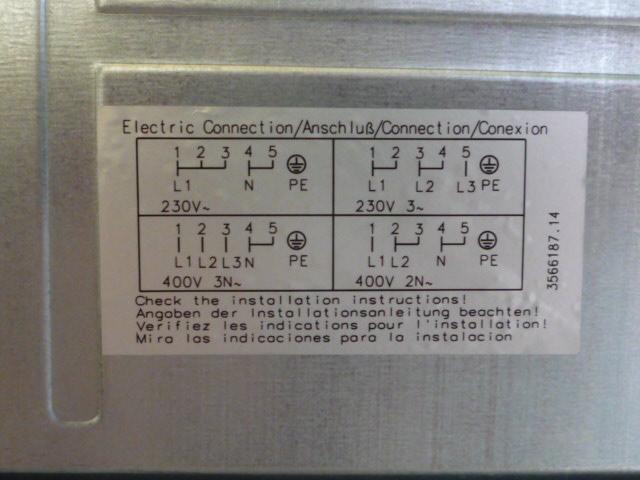 Electric Connection/Anschluß/Connection/Conexion
1 2 3 4 5
L1 N PE
230V~
1 2 3 4 5
L1 L2 L3 PE
230V 3~
1 2 3 4 5
L1 L2 L3 N PE
400V 3N~
1 2 3 4 5
L1 L2 N PE
400V 2N~
3566187.14
Check the installation instructions!
Angaben der Installationsanleitung beachten!
Verifiez les indications pour l'installation!
Mira las indicaciones para la instalacion